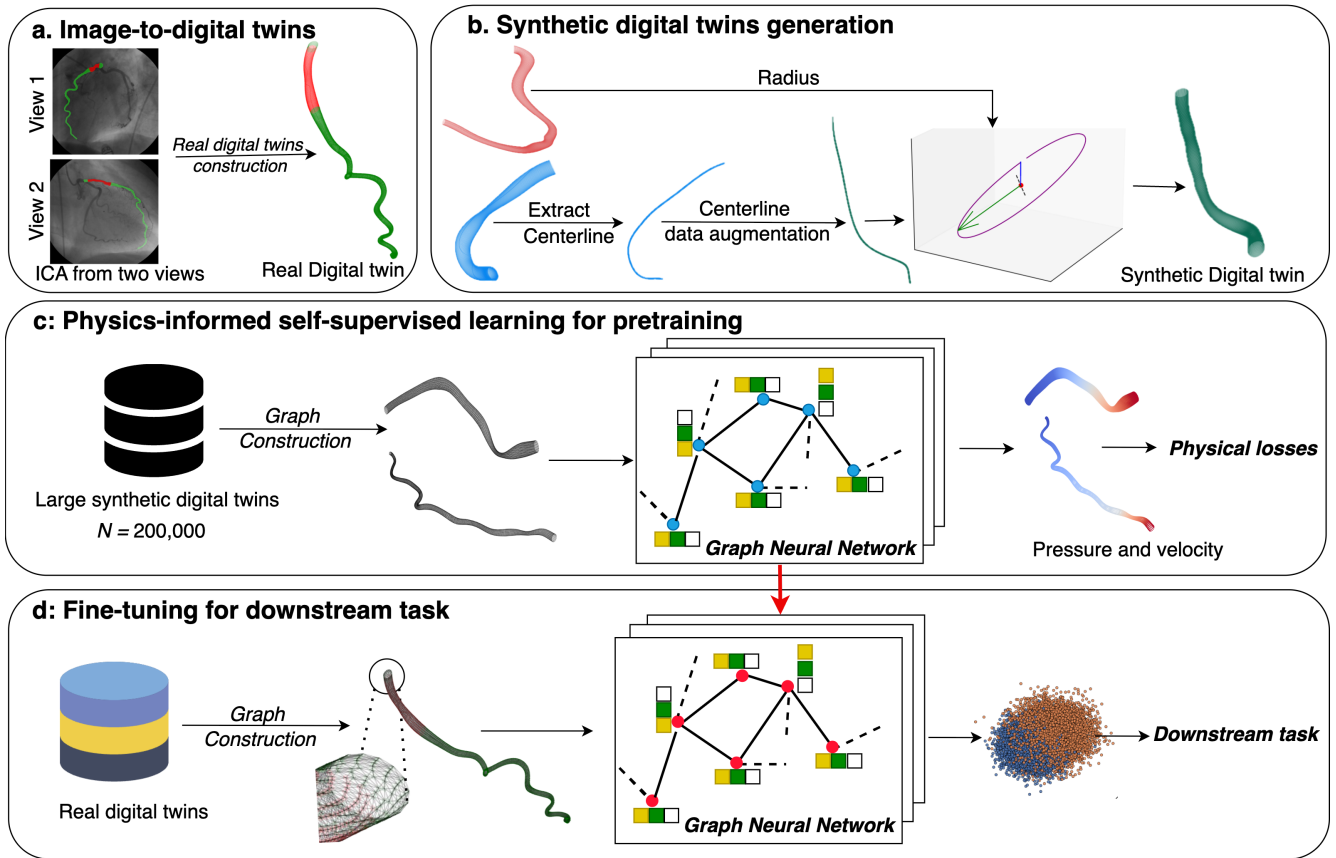 a. Image-to-digital twins
View 1
View 2
Real digital twins
construction
ICA from two views
Real Digital twin
b. Synthetic digital twins generation
Radius
Extract
Centerline
Centerline
data augmentation
Synthetic Digital twin
c: Physics-informed self-supervised learning for pretraining
Graph
Construction
Large synthetic digital twins
N = 200,000
Graph Neural Network
Physical losses
Pressure and velocity
d: Fine-tuning for downstream task
Graph
Construction
Real digital twins
Graph Neural Network
Downstream task